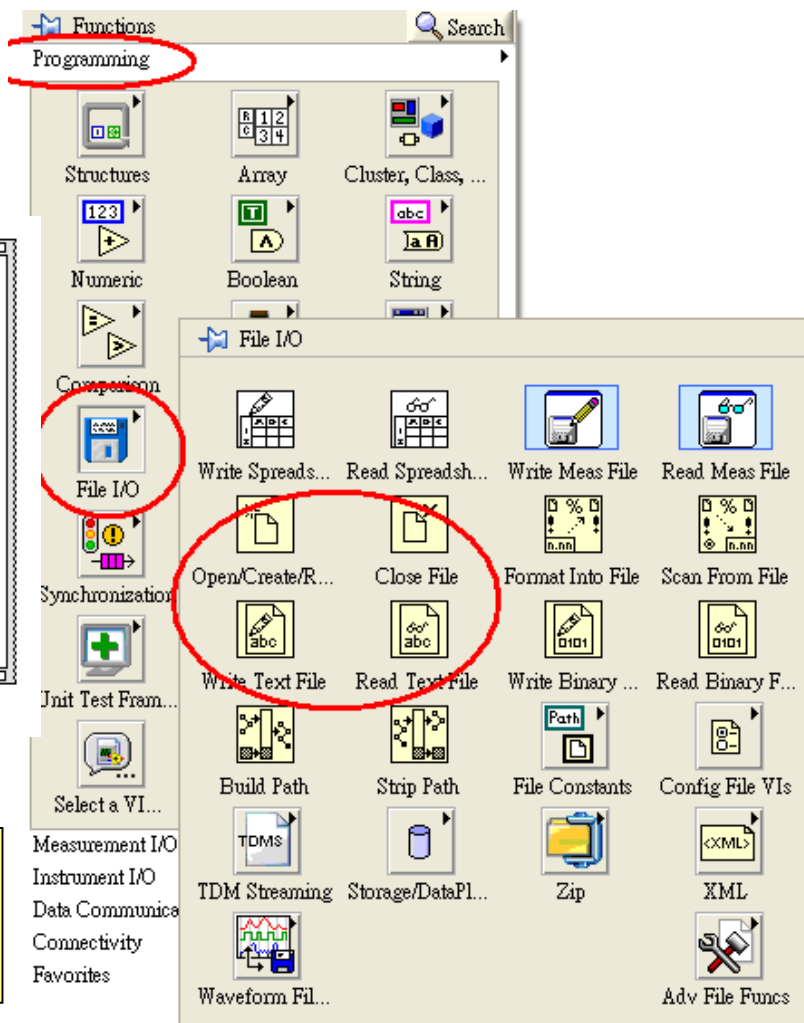 Functions
Search
Programming
Structures
Array
Cluster, Class, ...
Numeric
Boolean
String
Comparison
File I/O
Synchronization
Unit Test Fram...
Select a VI...
Measurement I/O
Instrument I/O
Data Communica
Connectivity
Favorites
File I/O
Write Spreads...
Read Spreadsh...
Write Meas File
Read Meas File
Open/Create/R...
Close File
Format Into File
Scan From File
Write Text File
Read Text File
Write Binary ...
Read Binary F...
Build Path
Strip Path
File Constants
Config File VIs
TDM Streaming
Storage/DataPl...
Zip
XML
Waveform Fil...
Adv File Funcs